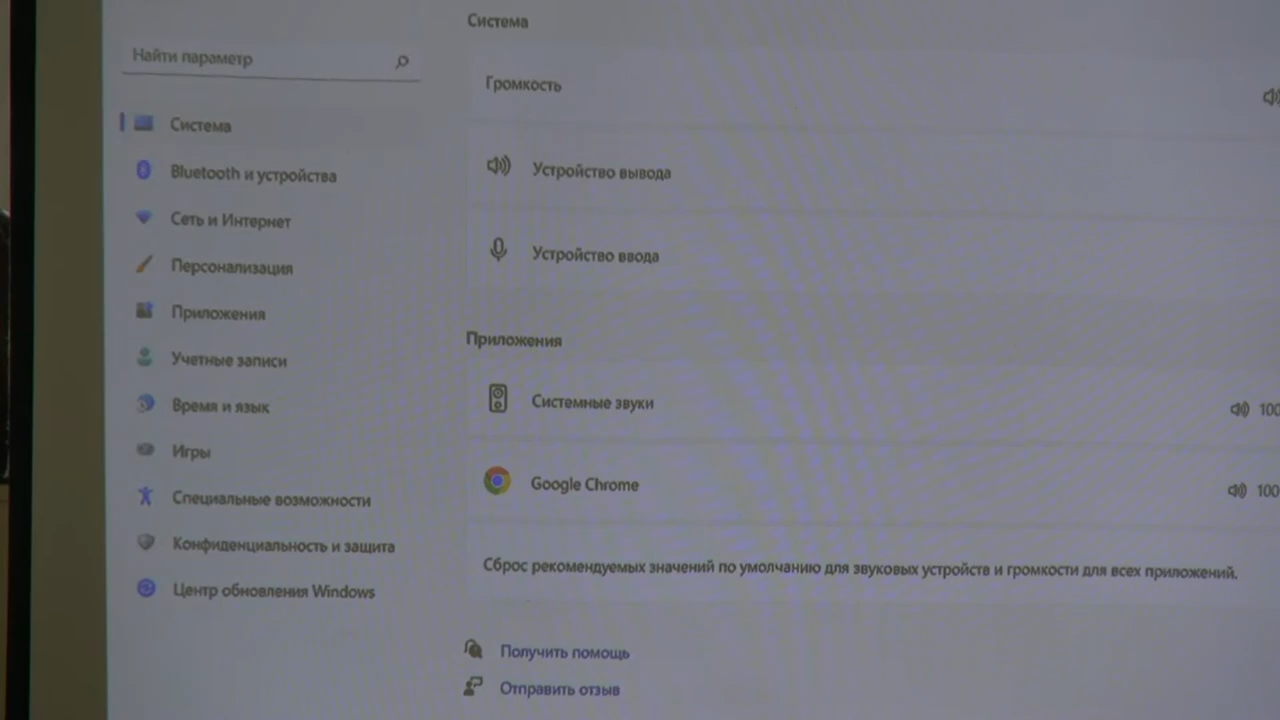 Найти параметр
Система
Bluetooth и устройства
Сеть и Интернет
Персонализация
Приложения
Учетные записи
Время и язык
Игры
Специальные возможности
Конфиденциальность и защита
Центр обновления Windows
Система
Громкость
Устройство вывода
Устройство ввода
Приложения
Системные звуки
100
Google Chrome
100
Сброс рекомендуемых значений по умолчанию для звуковых устройств и громкости для всех приложений.
Получить помощь
Отправить отзыв